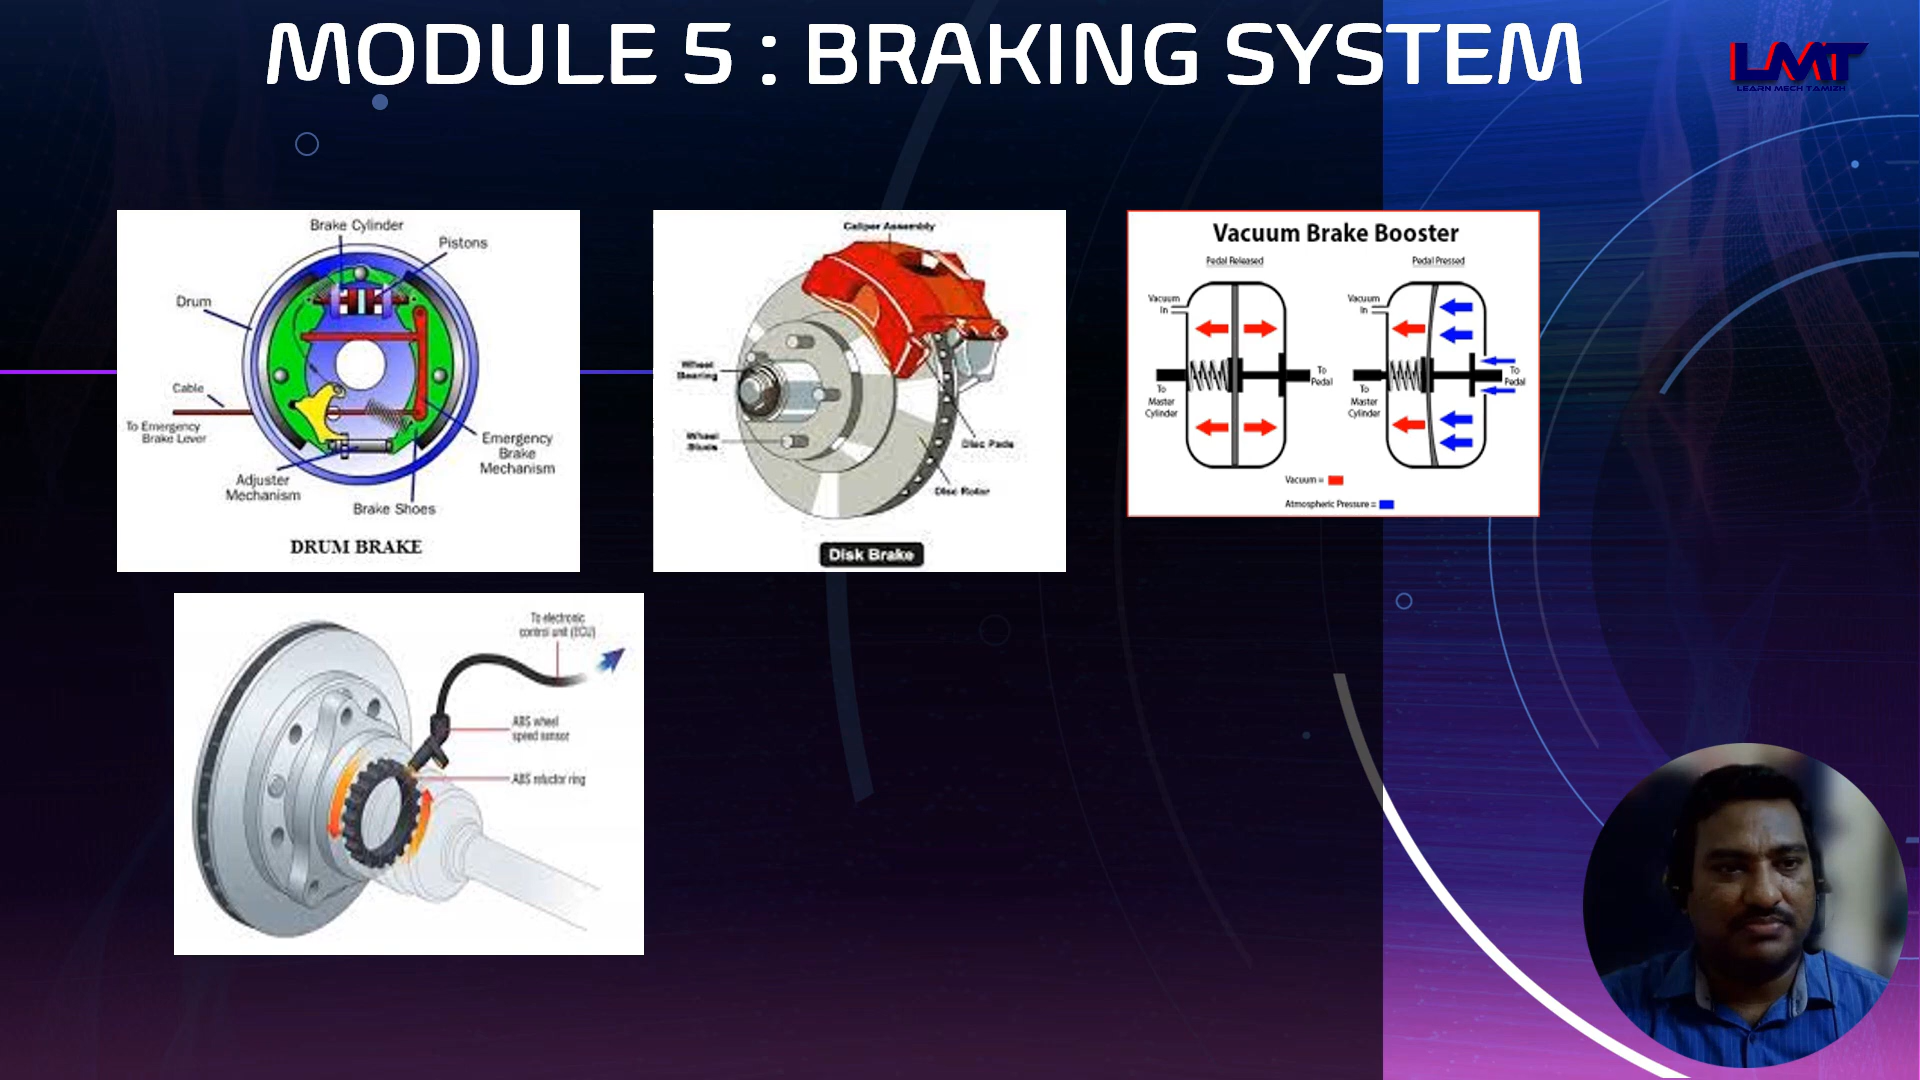 MODULE 5 : BRAKING SYSTEM
LMT
LEARN MECH TAMIZH
Brake Cylinder
Pistons
Drum
Cable
To Emergency
Brake Lever
Emergency
Brake
Mechanism
Adjuster
Mechanism
Brake Shoes
DRUM BRAKE
Caliper Assembly
Wheel
Bearing
Wheel
Studs
Disc Pads
Disc Rotor
Disk Brake
Vacuum Brake Booster
Pedal Released
Pedal Pressed
Vacuum
In
Vacuum
In
To
Master
Cylinder
To
Pedal
To
Master
Cylinder
To
Pedal
Vacuum =
Atmospheric Pressure =
To electronic
control unit (ECU)
ABS wheel
speed sensor
ABS reluctor ring